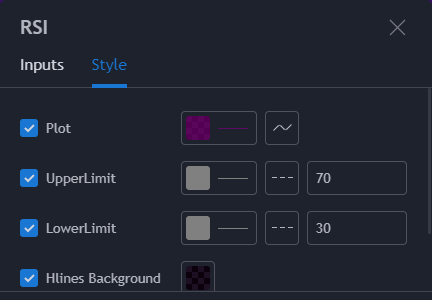 RSI
Inputs Style
Plot
UpperLimit 70
LowerLimit 30
Hlines Background